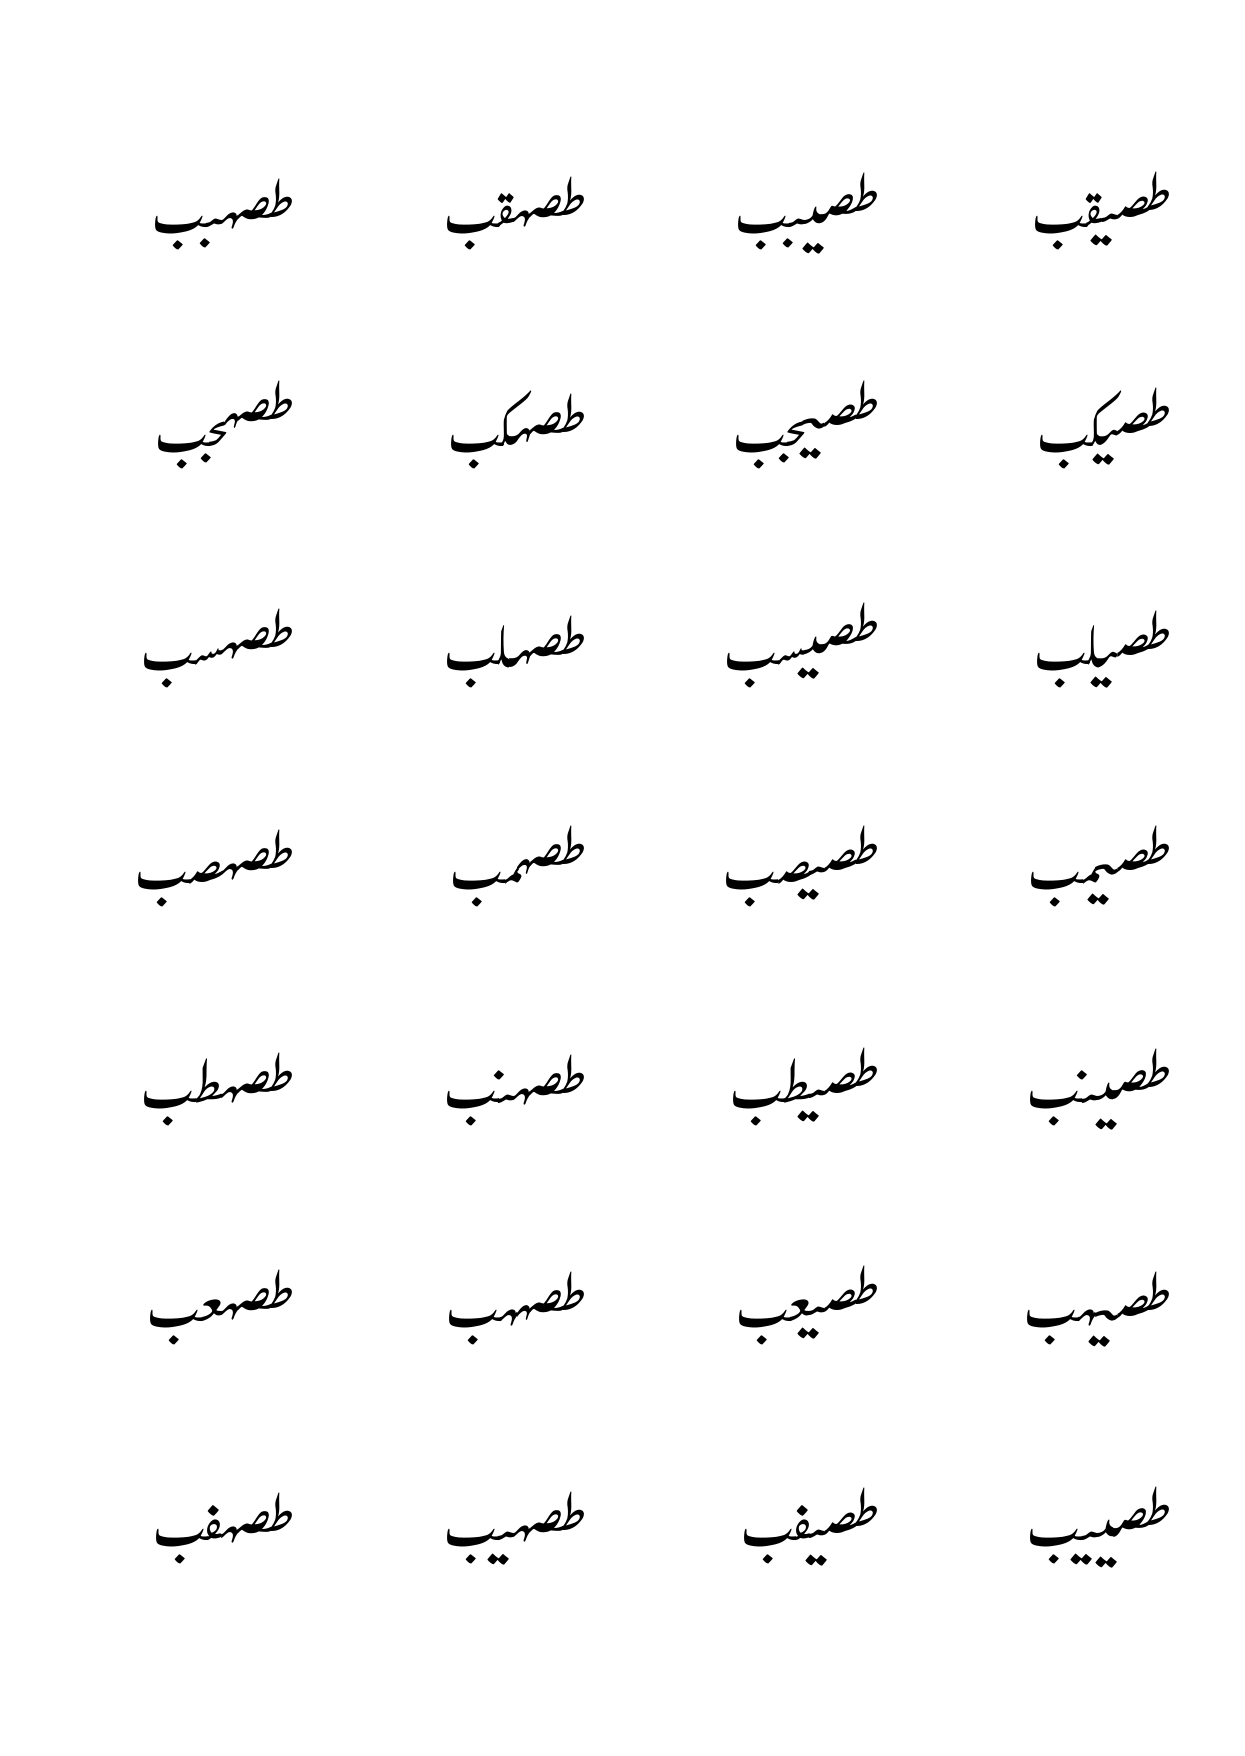 طصيقب طصيبب طصهقب طصهبب
طصيكب طصيجب طصهكب طصهجب
طصيلب طصيسب طصهلب طصهسب
طصيمب طصيصب طصهمب طصهصب
طصينب طصيطب طصهنب طصهطب
طصيهب طصيعب طصههب طصهعب
طصييب طصيفب طصهيب طصهفب